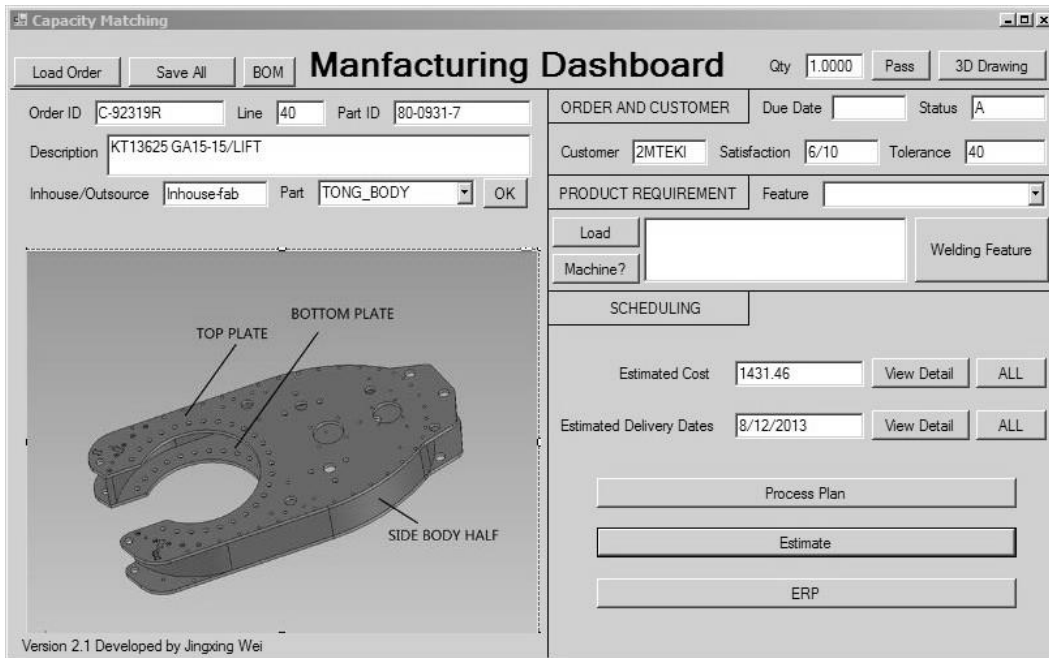 Capacity Matching
Load Order Save All BOM Manfacturing Dashboard Qty 1.0000 Pass 3D Drawing
Order ID C-92319R Line 40 Part ID 80-0931-7
Description KT13625 GA15-15/LIFT
Inhouse/Outsource Inhouse-fab Part TONG_BODY OK
TOP PLATE
BOTTOM PLATE
SIDE BODY HALF
Version 2.1 Developed by Jingxing Wei
ORDER AND CUSTOMER Due Date Status A
Customer 2MTEKI Satisfaction 6/10 Tolerance 40
PRODUCT REQUIREMENT Feature
Load
Machine?
Welding Feature
SCHEDULING
Estimated Cost 1431.46 View Detail ALL
Estimated Delivery Dates 8/12/2013 View Detail ALL
Process Plan
Estimate
ERP